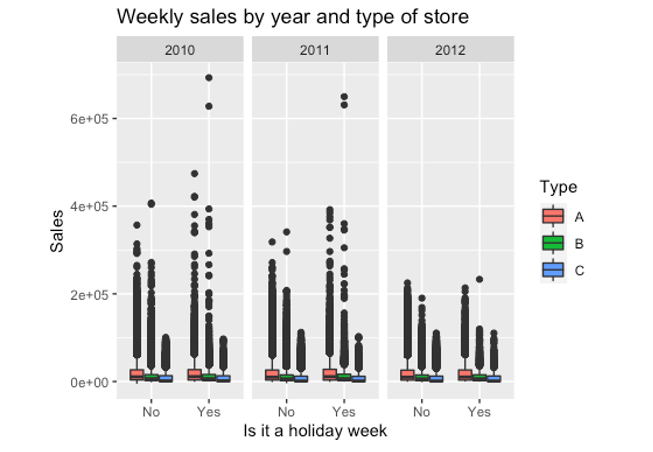 Weekly sales by year and type of store
2010 2011 2012
6e+05
4e+05
2e+05
0e+00
Sales
No Yes No Yes No Yes
Is it a holiday week
Type
A
B
C